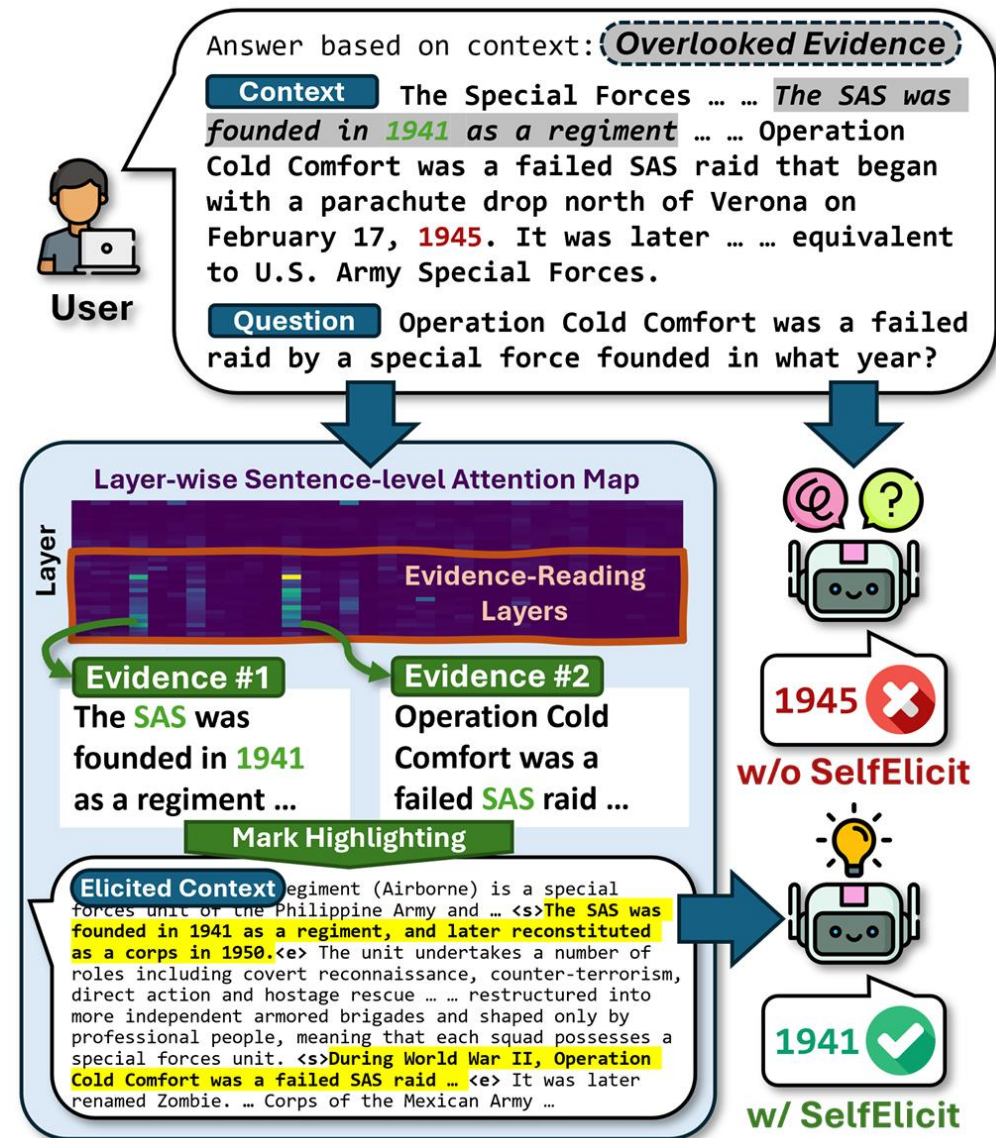 Answer based on context: Overlooked Evidence
Context The Special Forces … … The SAS was
founded in 1941 as a regiment … … Operation
Cold Comfort was a failed SAS raid that began
with a parachute drop north of Verona on
February 17, 1945. It was later … … equivalent
to U.S. Army Special Forces.
Question Operation Cold Comfort was a failed
raid by a special force founded in what year?
User
Layer-wise Sentence-level Attention Map
Layer
Evidence-Reading
Layers
Evidence #1
The SAS was
founded in 1941
as a regiment …
Evidence #2
Operation Cold
Comfort was a
failed SAS raid …
Mark Highlighting
Elicited Context egiment (Airborne) is a special
forces unit of the Philippine Army and … <s>The SAS was
founded in 1941 as a regiment, and later reconstituted
as a corps in 1950.<e> The unit undertakes a number of
roles including covert reconnaissance, counter-terrorism,
direct action and hostage rescue … … restructured into
more independent armored brigades and shaped only by
professional people, meaning that each squad possesses a
special forces unit. <s>During World War II, Operation
Cold Comfort was a failed SAS raid … <e> It was later
renamed Zombie. … Corps of the Mexican Army …
?
1945
w/o SelfElicit
1941
w/ SelfElicit